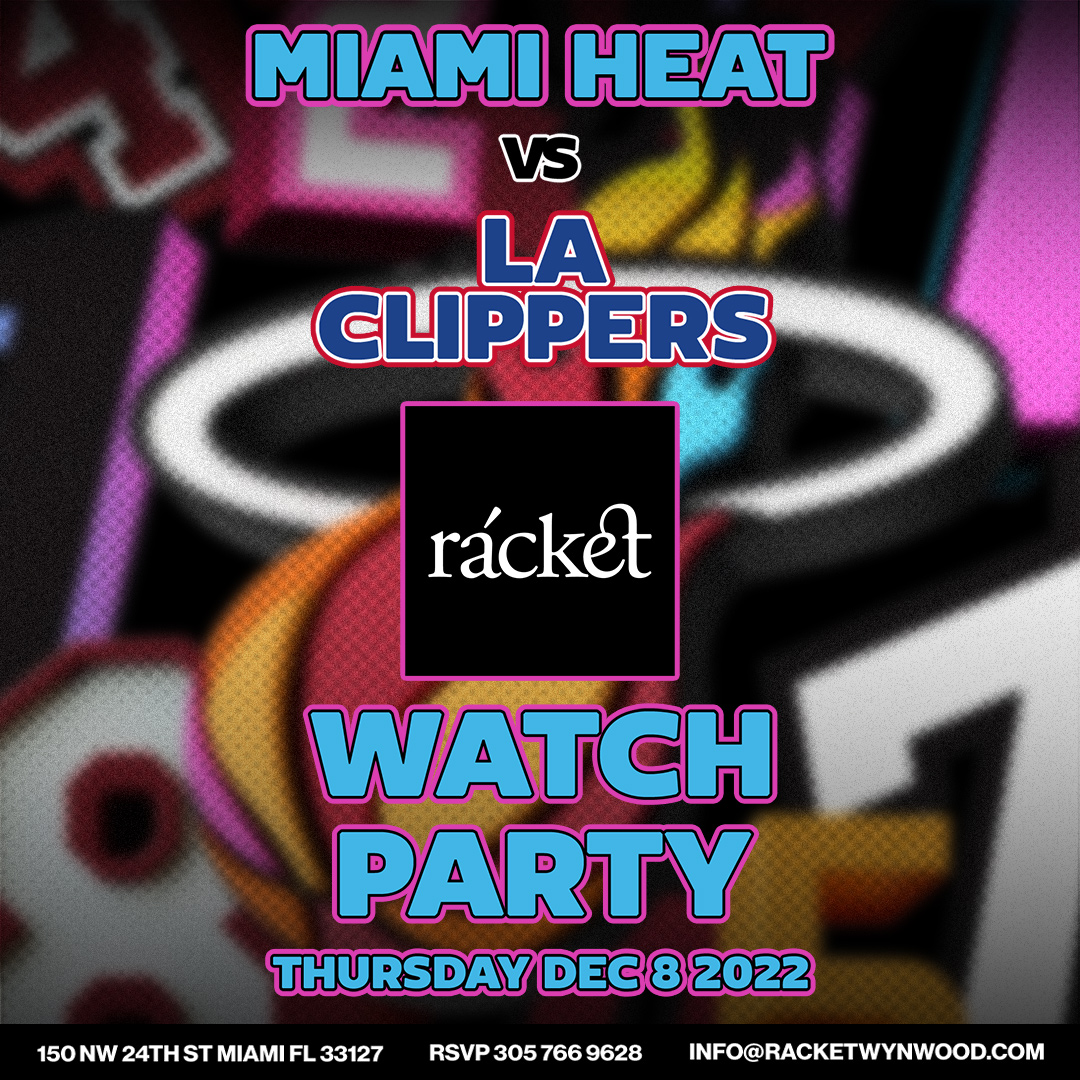 MIAMI HEAT
VS
LA
CLIPPERS
rácket
WATCH
PARTY
THURSDAY DEC 8 2022
150 NW 24TH ST MIAMI FL 33127 RSVP 305 766 9628 INFO@RACKETWYNWOOD.COM